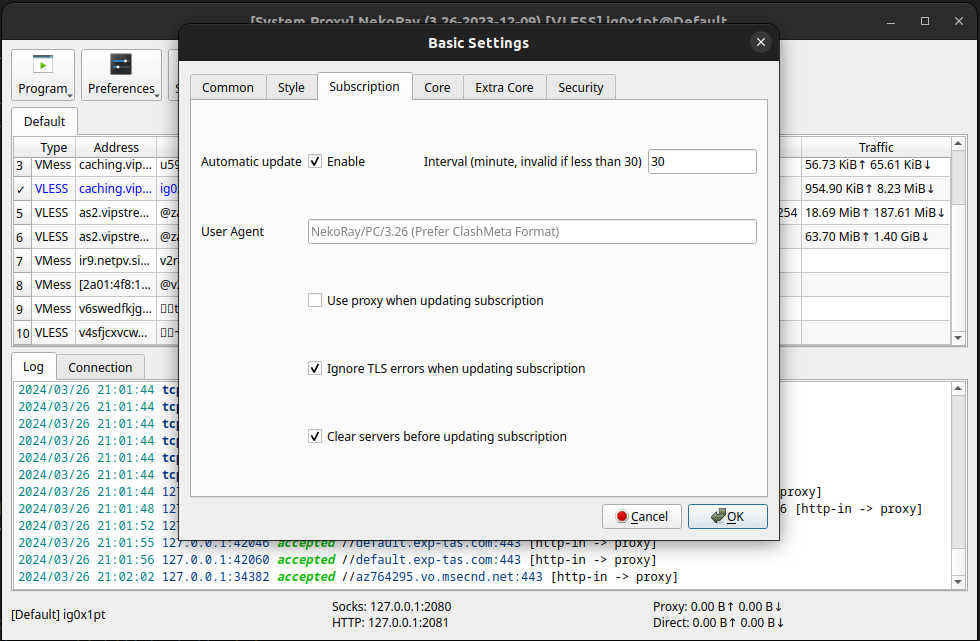 [System Proxy] NekoRay (3.26-2023-12-09) [VLESS] ig0x1pt@Default
Basic Settings
Program
Preferences
Common
Style
Subscription
Core
Extra Core
Security
Default
Type
Address
Traffic
3 VMess caching.vip... u59 56.73 KiB↑ 65.61 KiB↓
✓ VLESS caching.vip... ig0 954.90 KiB↑ 8.23 MiB↓
5 VLESS as2.vipstre... @za 254 18.69 MiB↑ 187.61 MiB↓
6 VLESS as2.vipstre... @za 63.70 MiB↑ 1.40 GiB↓
7 VMess ir9.netpv.si... v2r
8 VMess [2a01:4f8:1... @v
9 VMess v6swedfkjg...
10 VLESS v4sfjcxvcw...
Automatic update Enable Interval (minute, invalid if less than 30) 30
User Agent NekoRay/PC/3.26 (Prefer ClashMeta Format)
Use proxy when updating subscription
Ignore TLS errors when updating subscription
Clear servers before updating subscription
Cancel
OK
Log
Connection
2024/03/26 21:01:44 tcp
2024/03/26 21:01:44 tcp
2024/03/26 21:01:44 tcp
2024/03/26 21:01:44 tcp
2024/03/26 21:01:44 tcp
2024/03/26 21:01:44 tcp
2024/03/26 21:01:44 127 proxy]
2024/03/26 21:01:48 127 6 [http-in -> proxy]
2024/03/26 21:01:52 127
2024/03/26 21:01:55 127.0.0.1:42046 accepted //default.exp-tas.com:443 [http-in -> proxy]
2024/03/26 21:01:56 127.0.0.1:42060 accepted //default.exp-tas.com:443 [http-in -> proxy]
2024/03/26 21:02:02 127.0.0.1:34382 accepted //az764295.vo.msecnd.net:443 [http-in -> proxy]
[Default] ig0x1pt
Socks: 127.0.0.1:2080
HTTP: 127.0.0.1:2081
Proxy: 0.00 B↑ 0.00 B↓
Direct: 0.00 B↑ 0.00 B↓